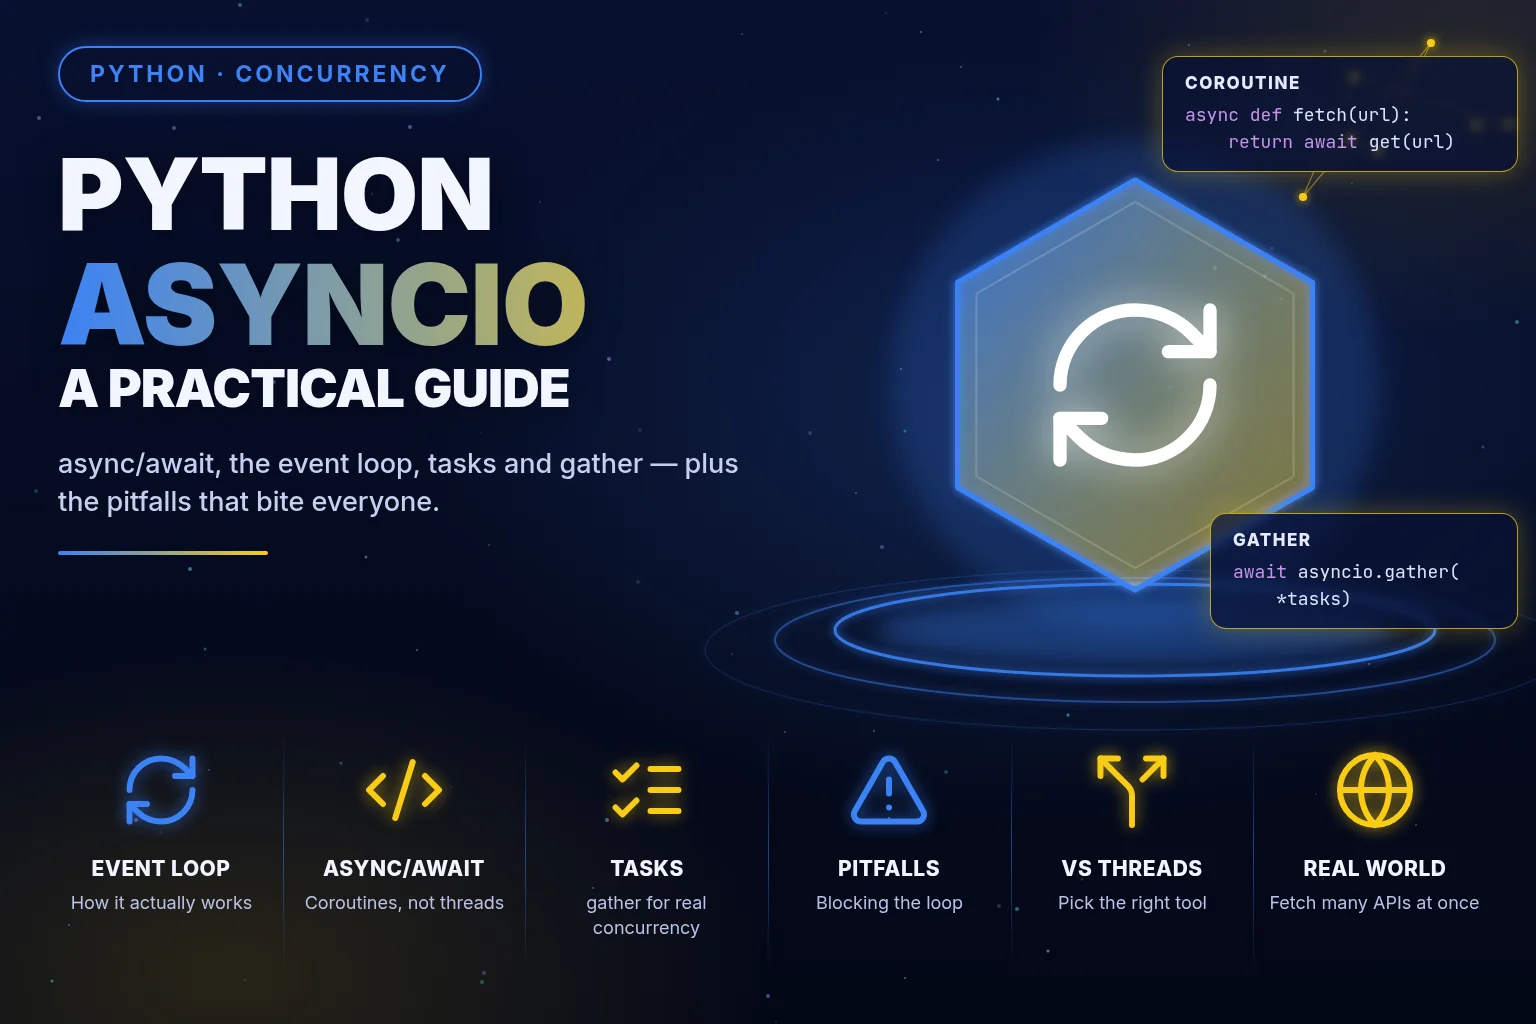 PYTHON · CONCURRENCY
PYTHON
ASYNCIO
A PRACTICAL GUIDE
async/await, the event loop, tasks and gather — plus
the pitfalls that bite everyone.
COROUTINE
async def fetch(url):
    return await get(url)
GATHER
await asyncio.gather(
    *tasks)
EVENT LOOP
How it actually works
ASYNC/AWAIT
Coroutines, not threads
TASKS
gather for real
concurrency
PITFALLS
Blocking the loop
VS THREADS
Pick the right tool
REAL WORLD
Fetch many APIs at once